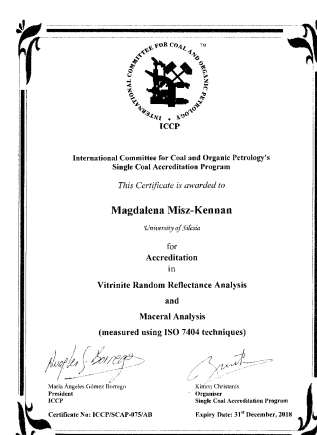 INTERNATIONAL COMMITTEE FOR COAL AND ORGANIC PETROLOGY
TM
ICCP
International Committee for Coal and Organic Petrology's
Single Coal Accreditation Program
This Certificate is awarded to
Magdalena Misz-Kennan
University of Silesia
for
Accreditation
in
Vitrinite Random Reflectance Analysis
and
Maceral Analysis
(measured using ISO 7404 techniques)
Maria Ángeles Gómez Borrego
President
ICCP
Kimon Christanis
Organiser
Single Coal Accreditation Program
Certificate No: ICCP/SCAP-075/AB
Expiry Date: 31st December, 2018